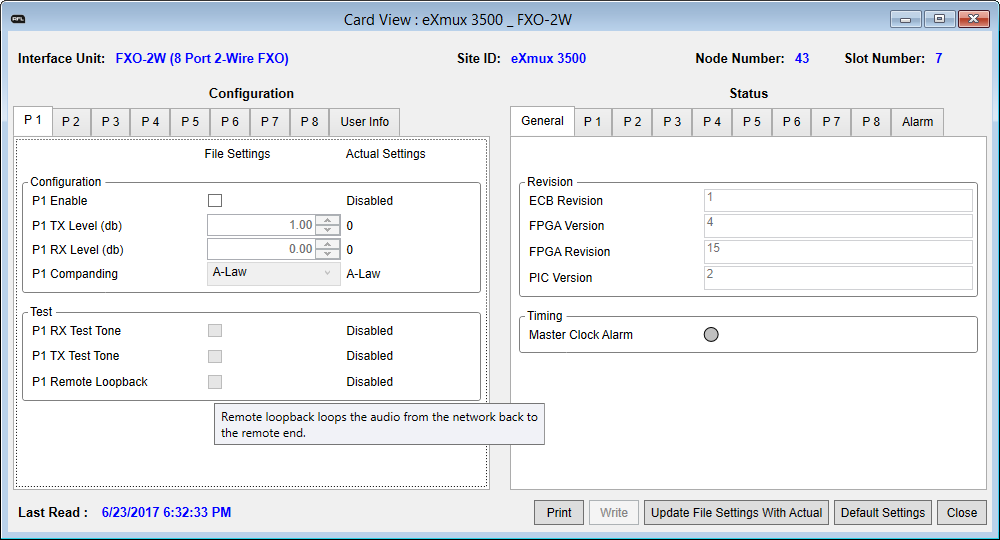 RFL
Card View : eXmux 3500 _ FXO-2W
Interface Unit: FXO-2W (8 Port 2-Wire FXO) Site ID: eXmux 3500 Node Number: 43 Slot Number: 7
Configuration
P 1 P 2 P 3 P 4 P 5 P 6 P 7 P 8 User Info
File Settings Actual Settings
Configuration
P1 Enable Disabled
P1 TX Level (db) 1.00 0
P1 RX Level (db) 0.00 0
P1 Companding A-Law A-Law
Test
P1 RX Test Tone Disabled
P1 TX Test Tone Disabled
P1 Remote Loopback Disabled
Remote loopback loops the audio from the network back to
the remote end.
Status
General P 1 P 2 P 3 P 4 P 5 P 6 P 7 P 8 Alarm
Revision
ECB Revision 1
FPGA Version 4
FPGA Revision 15
PIC Version 2
Timing
Master Clock Alarm
Last Read : 6/23/2017 6:32:33 PM
Print Write Update File Settings With Actual Default Settings Close